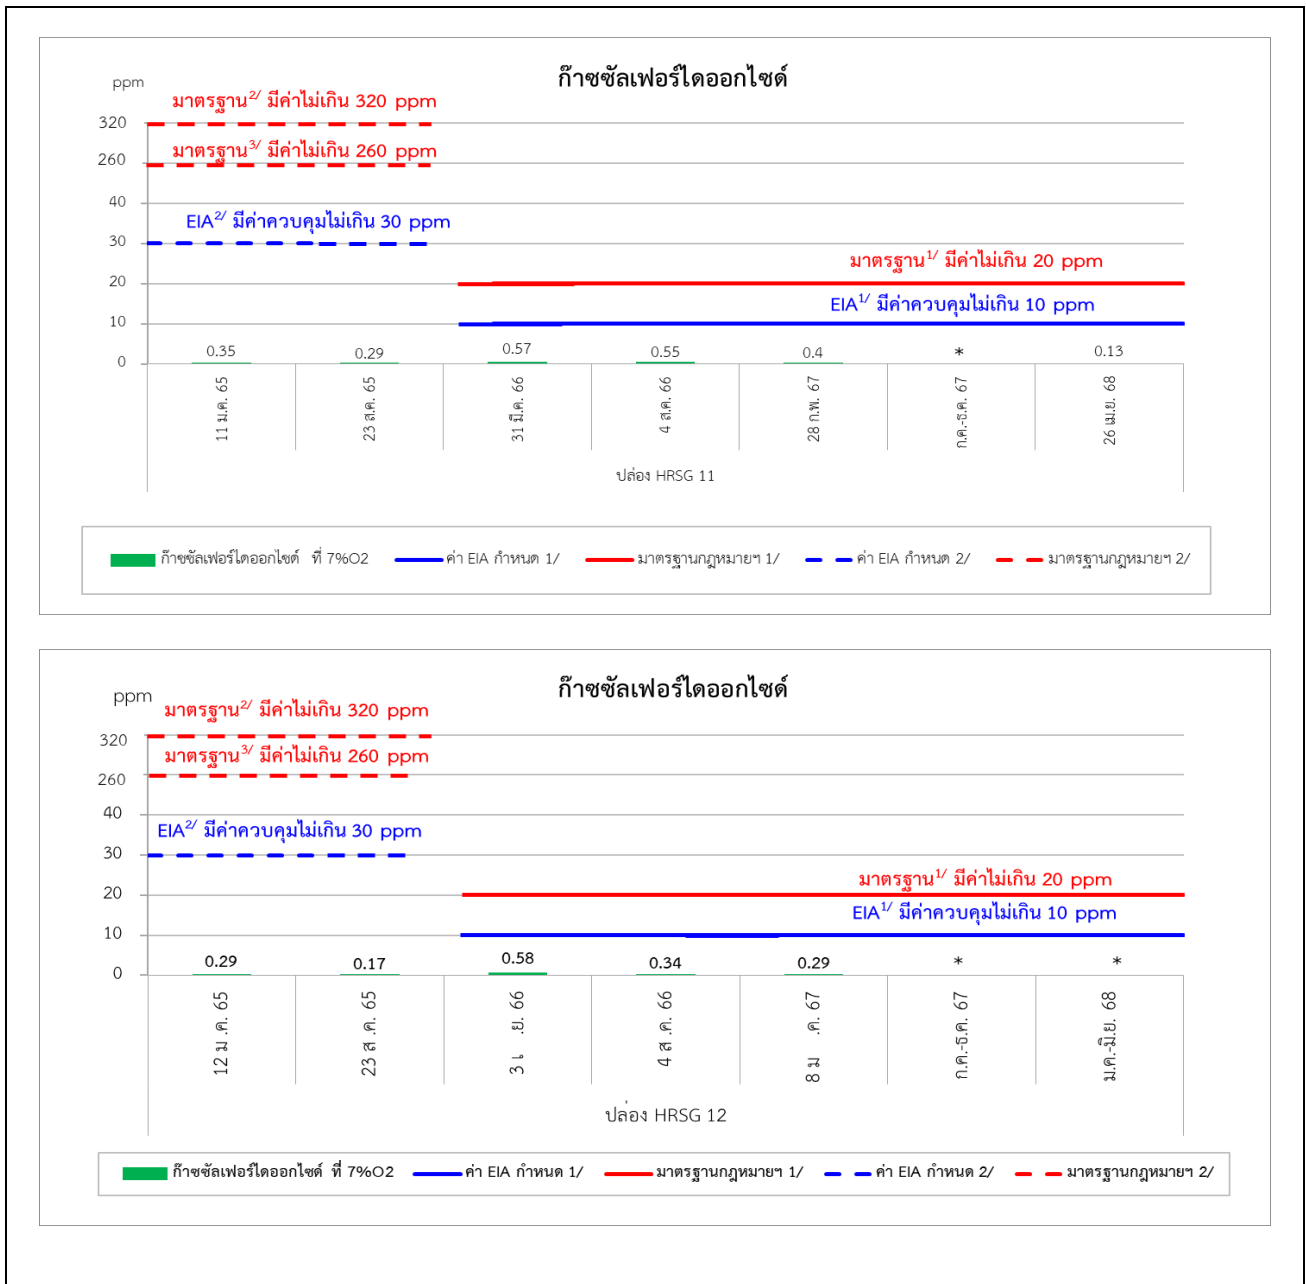 ก๊าซซัลเฟอร์ไดออกไซด์
ppm
มาตรฐาน2/ มีค่าไม่เกิน 320 ppm
320
มาตรฐาน3/ มีค่าไม่เกิน 260 ppm
260
40
EIA2/ มีค่าควบคุมไม่เกิน 30 ppm
30
มาตรฐาน1/ มีค่าไม่เกิน 20 ppm
20
EIA1/ มีค่าควบคุมไม่เกิน 10 ppm
10
0.35 0.29 0.57 0.55 0.4 * 0.13
0
11 ม.ค. 65 23 ส.ค. 65 31 มี.ค. 66 4 ส.ค. 66 28 ก.พ. 67 ก.ค.-ธ.ค. 67 26 เม.ย. 68
ปล่อง HRSG 11
ก๊าซซัลเฟอร์ไดออกไซด์ ที่ 7%O2 ค่า EIA กำหนด 1/ มาตรฐานกฎหมายฯ 1/ ค่า EIA กำหนด 2/ มาตรฐานกฎหมายฯ 2/
ก๊าซซัลเฟอร์ไดออกไซด์
ppm
มาตรฐาน2/ มีค่าไม่เกิน 320 ppm
320
มาตรฐาน3/ มีค่าไม่เกิน 260 ppm
260
40
EIA2/ มีค่าควบคุมไม่เกิน 30 ppm
30
มาตรฐาน1/ มีค่าไม่เกิน 20 ppm
20
EIA1/ มีค่าควบคุมไม่เกิน 10 ppm
10
0.29 0.17 0.58 0.34 0.29 * *
0
12 ม .ค. 65 23 ส .ค. 65 3 เ .ย. 66 4 ส .ค. 66 8 ม .ค. 67 ก.ค.-ธ.ค. 67 ม.ค.-มิ.ย. 68
ปล่อง HRSG 12
ก๊าซซัลเฟอร์ไดออกไซด์ ที่ 7%O2 ค่า EIA กำหนด 1/ มาตรฐานกฎหมายฯ 1/ ค่า EIA กำหนด 2/ มาตรฐานกฎหมายฯ 2/